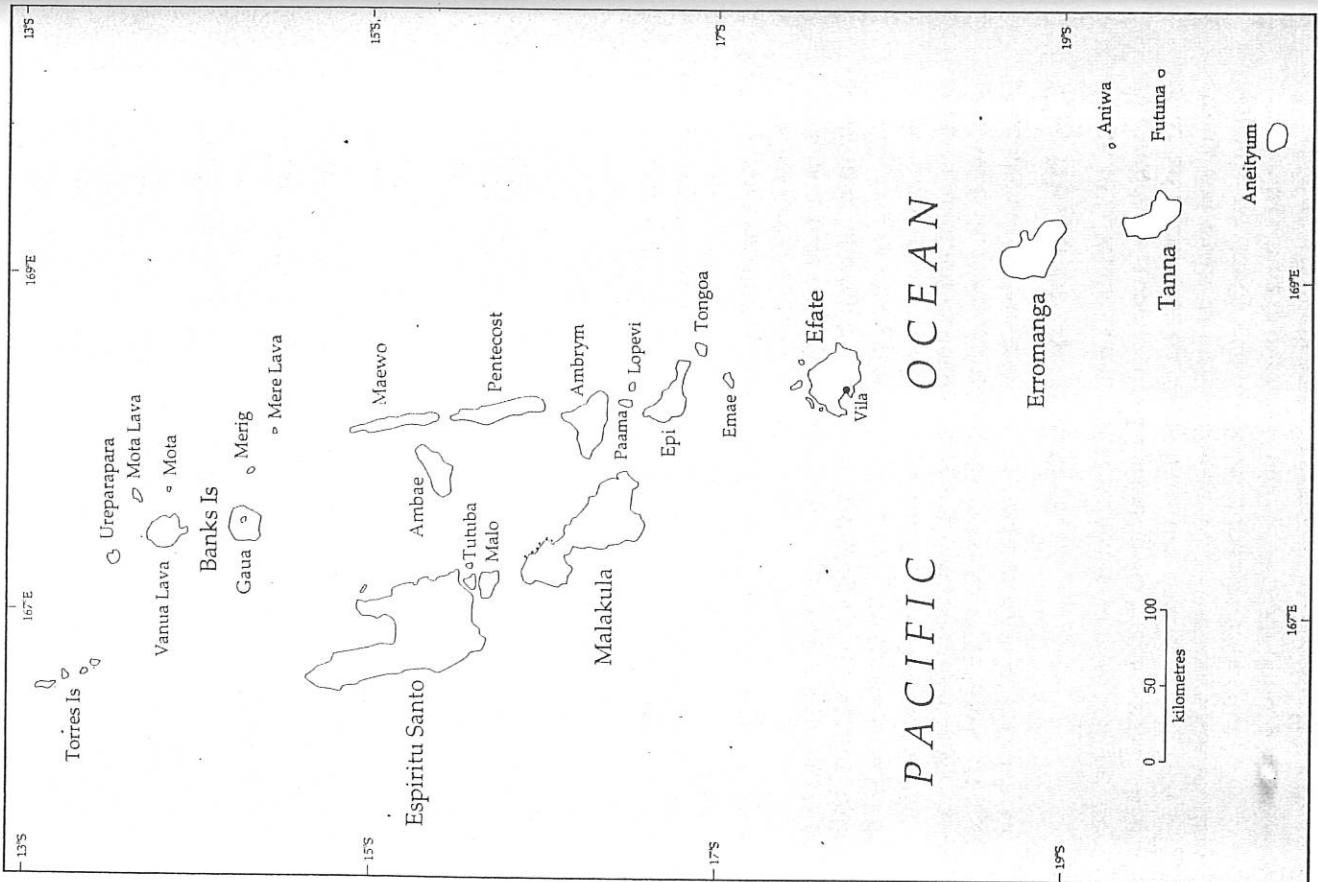 167°E
169°E
13°S
13°S
Torres Is
Ureparapara
Mota Lava
Vanua Lava
Mota
Banks Is
Gaua
Merig
Mere Lava
15°S
15°S
Maewo
Espiritu Santo
Ambae
Tutuba
Malo
Pentecost
Malakula
Ambrym
Paama
Lopevi
Epi
Tongoa
17°S
17°S
Emae
Efate
Vila
PACIFIC OCEAN
Erromanga
19°S
19°S
Aniwa
Tanna
Futuna
0 50 100
kilometres
Aneityum
167°E
169°E